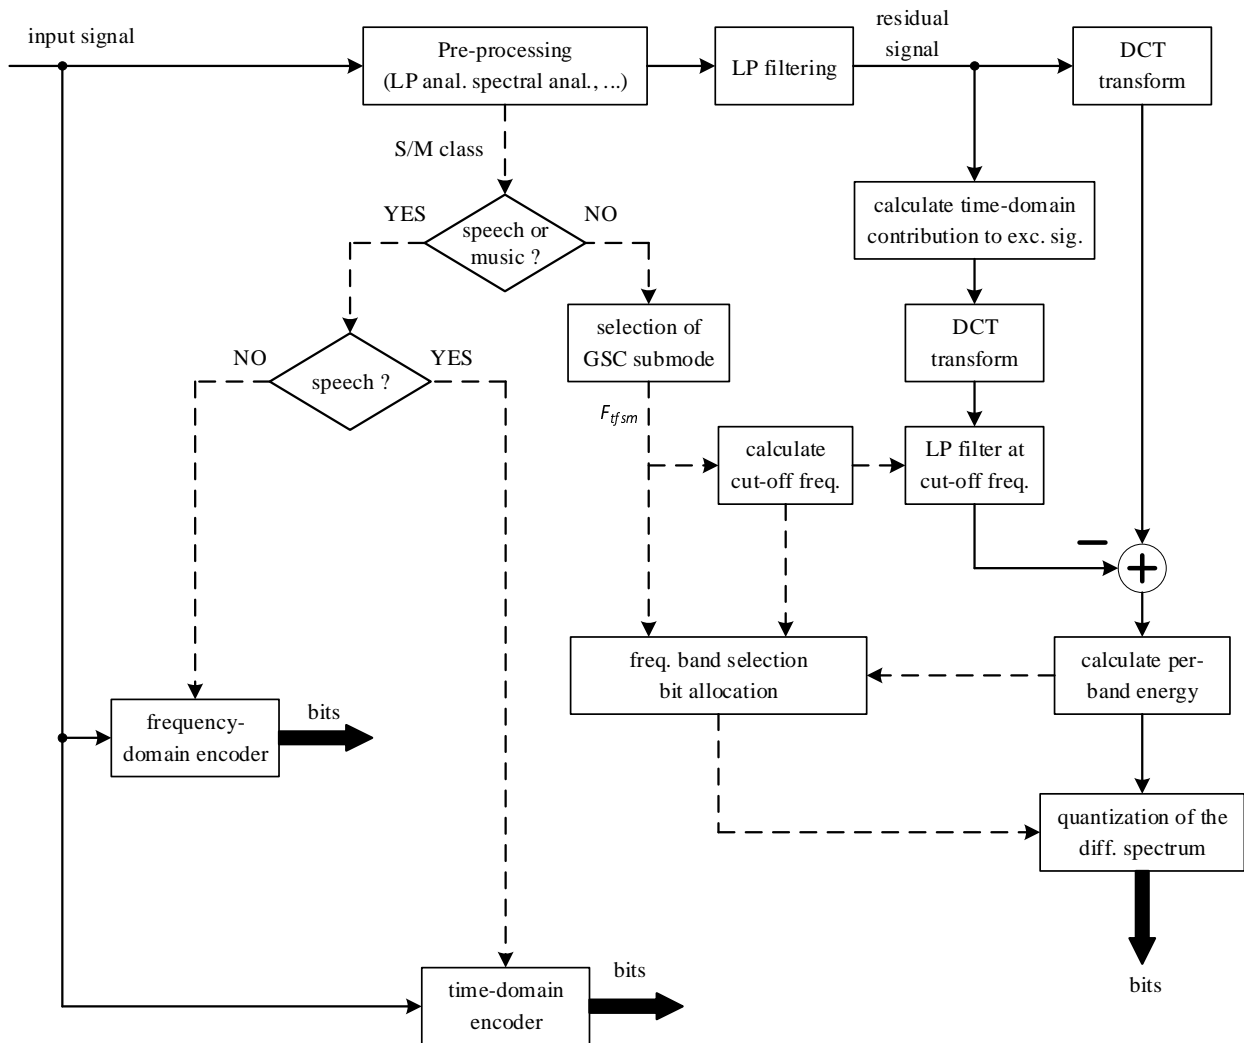 input signal
Pre-processing
(LP anal. spectral anal., ...)
LP filtering
residual
signal
DCT
transform
S/M class
YES
NO
speech or
music ?
calculate time-domain
contribution to exc. sig.
selection of
GSC submode
DCT
transform
NO
YES
speech ?
Ftfsm
calculate
cut-off freq.
LP filter at
cut-off freq.
−
+
freq. band selection
bit allocation
calculate per-
band energy
frequency-
domain encoder
bits
quantization of the
diff. spectrum
bits
time-domain
encoder
bits